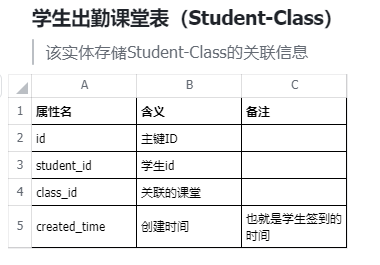 学生出勤课堂表（Student-Class）
该实体存储Student-Class的关联信息
A B C
1 属性名 含义 备注
2 id 主键ID
3 student_id 学生id
4 class_id 关联的课堂
5 created_time 创建时间 也就是学生签到的
时间